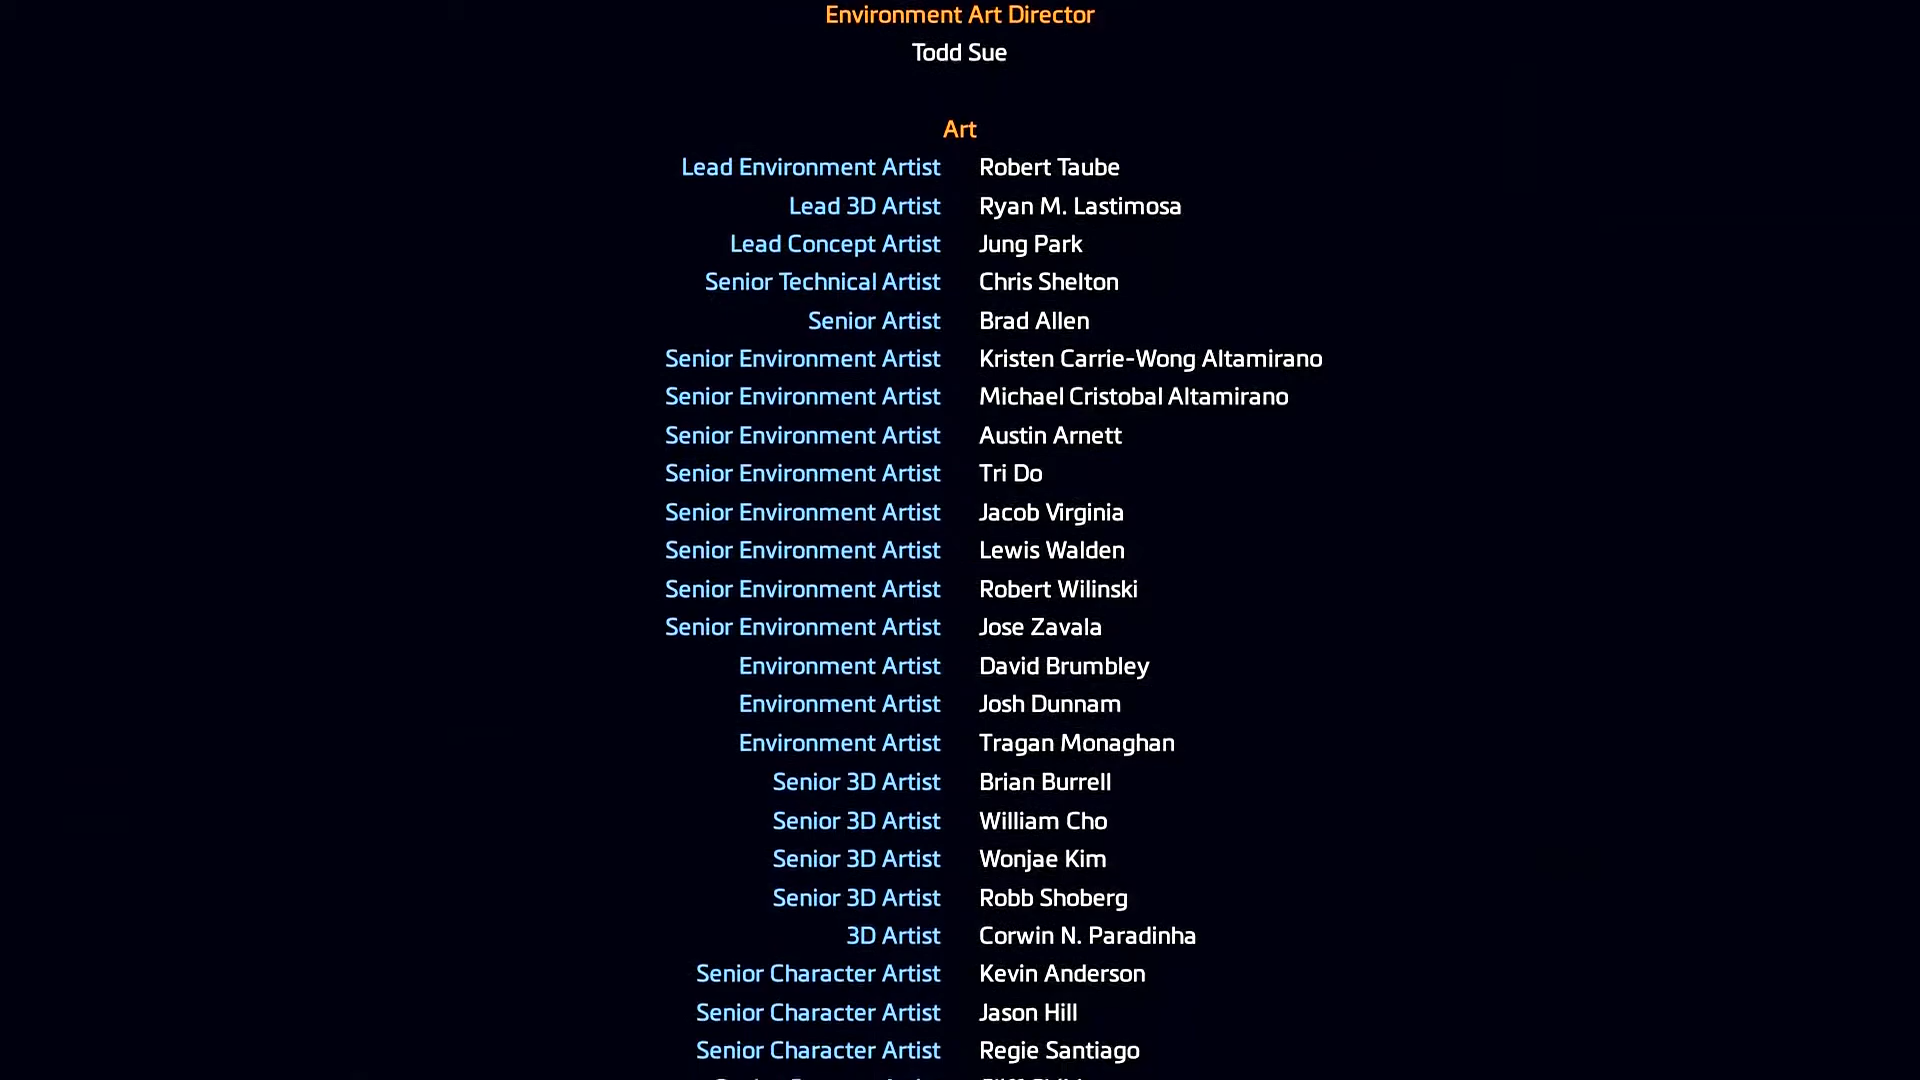 Environment Art Director
Todd Sue
Art
Lead Environment Artist Robert Taube
Lead 3D Artist Ryan M. Lastimosa
Lead Concept Artist Jung Park
Senior Technical Artist Chris Shelton
Senior Artist Brad Allen
Senior Environment Artist Kristen Carrie-Wong Altamirano
Senior Environment Artist Michael Cristobal Altamirano
Senior Environment Artist Austin Arnett
Senior Environment Artist Tri Do
Senior Environment Artist Jacob Virginia
Senior Environment Artist Lewis Walden
Senior Environment Artist Robert Wilinski
Senior Environment Artist Jose Zavala
Environment Artist David Brumbley
Environment Artist Josh Dunnam
Environment Artist Tragan Monaghan
Senior 3D Artist Brian Burrell
Senior 3D Artist William Cho
Senior 3D Artist Wonjae Kim
Senior 3D Artist Robb Shoberg
3D Artist Corwin N. Paradinha
Senior Character Artist Kevin Anderson
Senior Character Artist Jason Hill
Senior Character Artist Regie Santiago